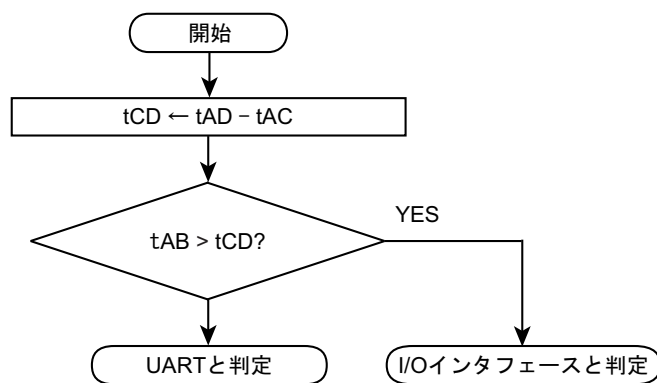 開始
tCD ← tAD − tAC
tAB > tCD?
YES
UARTと判定
I/Oインタフェースと判定